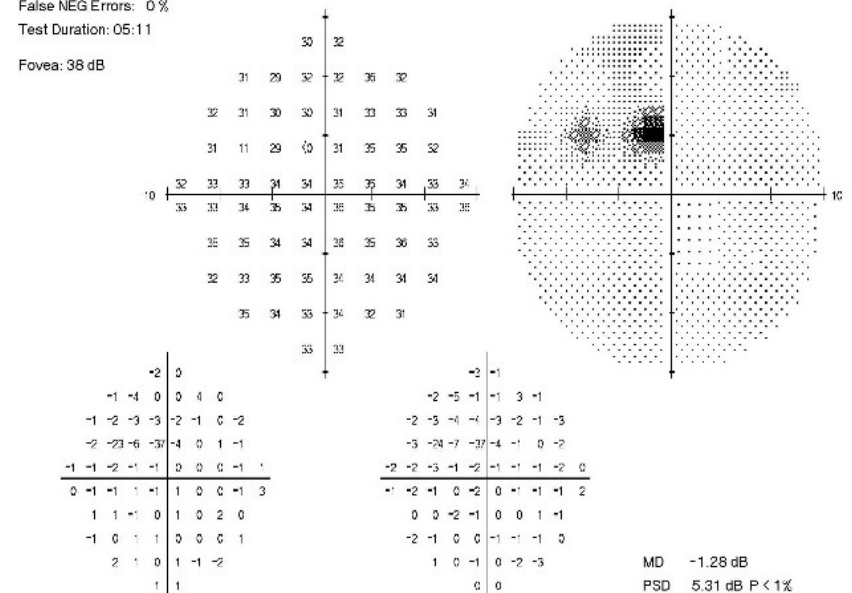 False NEG Errors: 0 %
Test Duration: 05:11
Fovea: 38 dB
30 32
31 29 32 32 36 32
32 31 30 30 31 33 33 31
31 11 29 <0 31 35 35 32
32 33 33 31 34 35 35 34 33 34
10 10
33 33 34 35 34 36 35 35 33 36
35 35 34 34 36 35 36 33
32 33 35 35 34 34 34 34
35 34 33 34 32 31
33 33
-2 0
-1 -4 0 0 4 0
-1 -2 -3 -3 -2 -1 0 -2
-2 -23 -6 -37 -4 0 1 -1
-1 -1 -2 -1 -1 0 0 0 -1 1
0 -1 -1 1 -1 1 0 0 -1 3
1 1 -1 0 1 0 2 0
-1 0 1 1 0 0 0 1
2 1 0 1 -1 -2
1 1
-1
-2 -5 -1 -1 3 -1
-2 -3 -4 -4 -3 -2 -1 -3
-3 -24 -7 -37 -4 -1 0 -2
-2 -2 -3 -1 -2 -1 -1 -1 -2 0
-1 -2 -1 0 -2 0 -1 -1 -1 2
0 0 -2 -1 0 0 1 -1
-2 -1 0 0 -1 -1 -1 0
1 0 -1 0 -2 -3
0 0
MD -1.28 dB
PSD 5.31 dB P < 1%